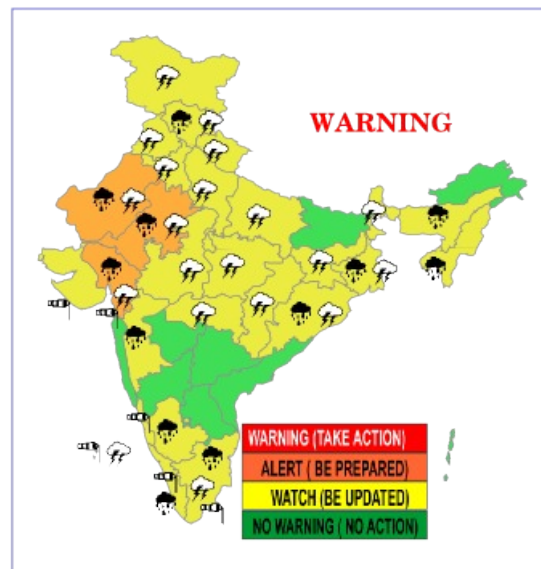 WARNING
WARNING (TAKE ACTION)
ALERT ( BE PREPARED)
WATCH (BE UPDATED)
NO WARNING ( NO ACTION)